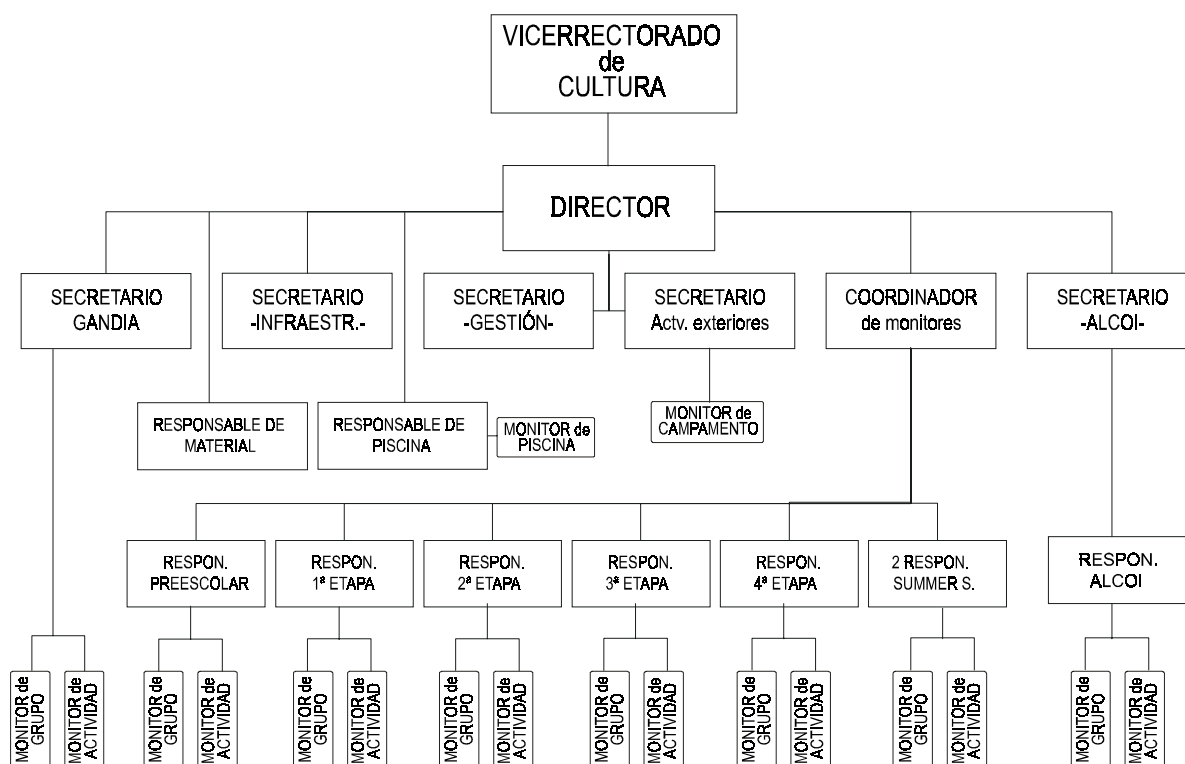 VICERRECTORADO
de
CULTURA
DIRECTOR
SECRETARIO
GANDIA
SECRETARIO
-INFRAESTR.-
SECRETARIO
-GESTIÓN-
SECRETARIO
Actv. exteriores
COORDINADOR
de monitores
SECRETARIO
-ALCOI-
RESPONSABLE DE
MATERIAL
RESPONSABLE DE
PISCINA
MONITOR de
PISCINA
MONITOR de
CAMPAMENTO
RESPON.
PREESCOLAR
RESPON.
1ª ETAPA
RESPON.
2ª ETAPA
RESPON.
3ª ETAPA
RESPON.
4ª ETAPA
2 RESPON.
SUMMER S.
RESPON.
ALCOI
MONITOR de
GRUPO
MONITOR de
ACTIVIDAD
MONITOR de
GRUPO
MONITOR de
ACTIVIDAD
MONITOR de
GRUPO
MONITOR de
ACTIVIDAD
MONITOR de
GRUPO
MONITOR de
ACTIVIDAD
MONITOR de
GRUPO
MONITOR de
ACTIVIDAD
MONITOR de
GRUPO
MONITOR de
ACTIVIDAD
MONITOR de
GRUPO
MONITOR de
ACTIVIDAD
MONITOR de
GRUPO
MONITOR de
ACTIVIDAD